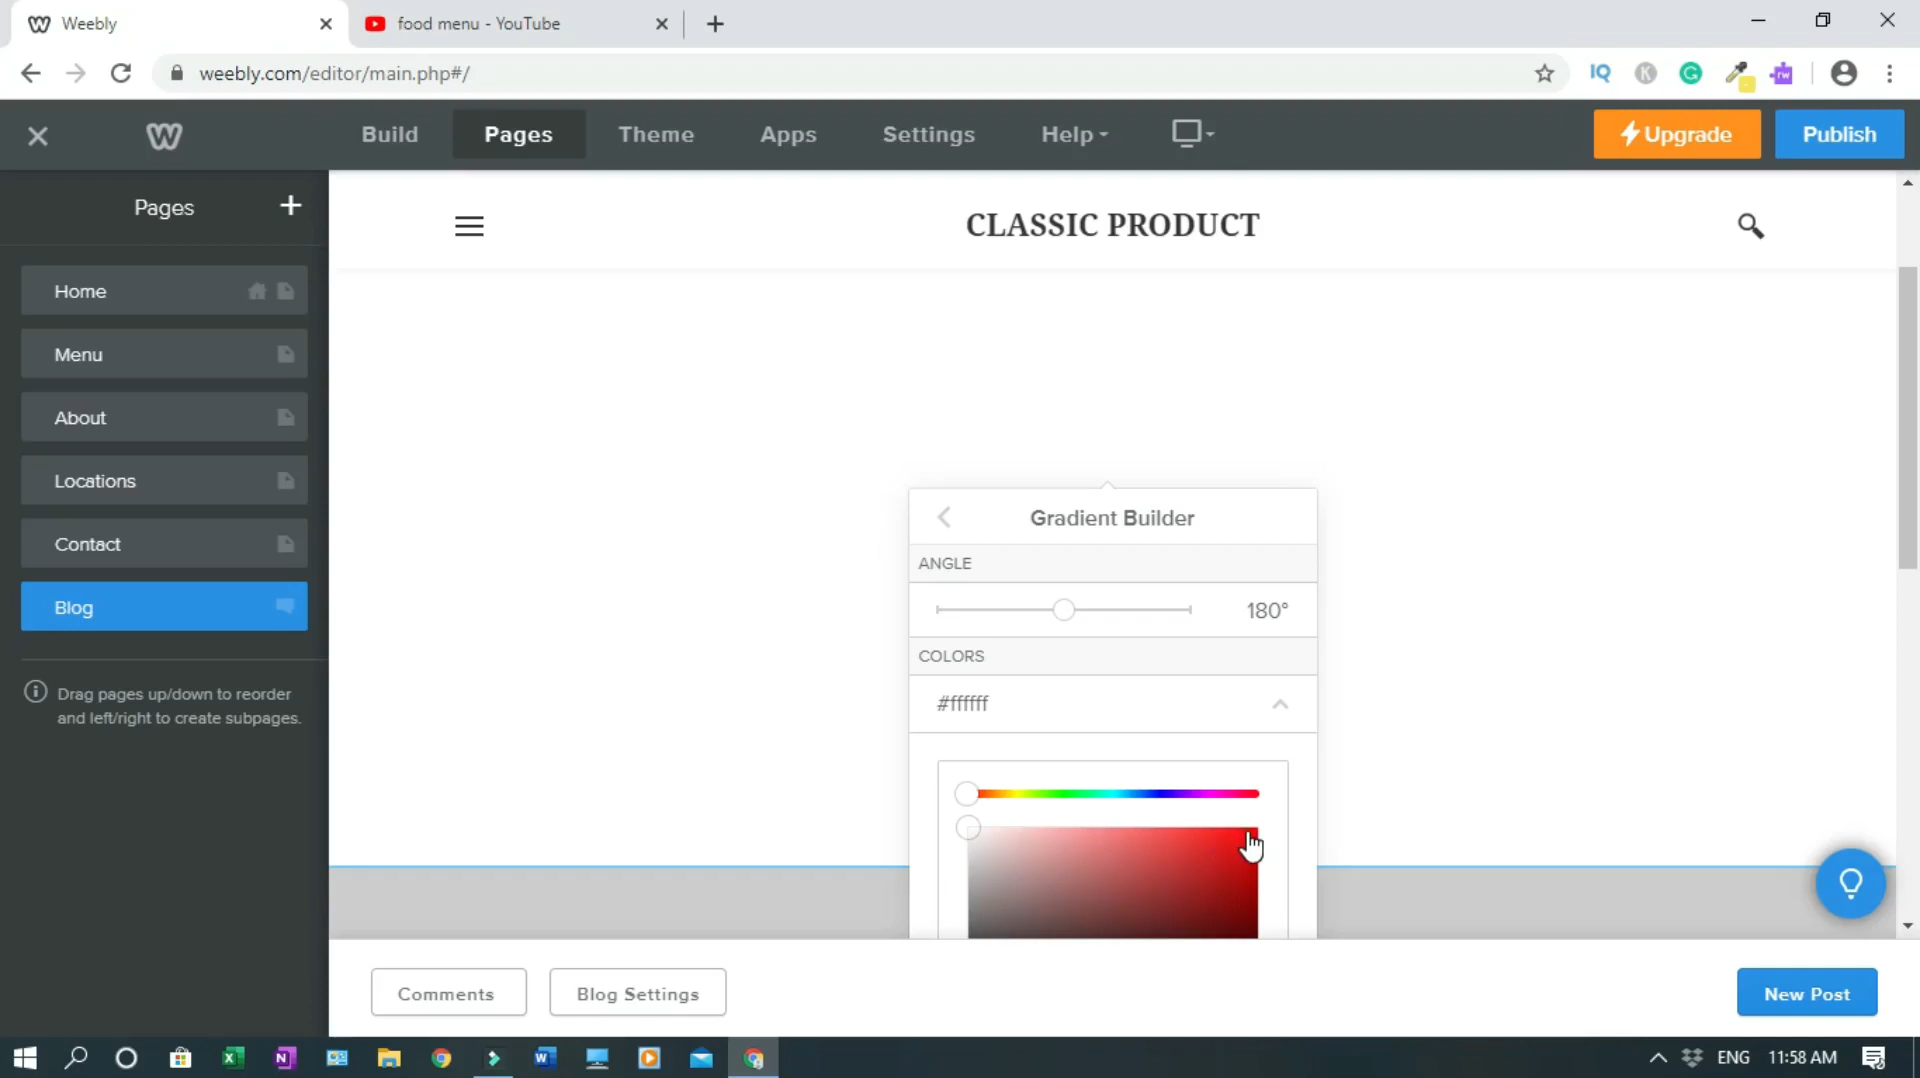 Weebly
food menu - YouTube
weebly.com/editor/main.php#/
Build
Pages
Theme
Apps
Settings
Help
Upgrade
Publish
Pages
Home
Menu
About
Locations
Contact
Blog
Drag pages up/down to reorder
and left/right to create subpages.
CLASSIC PRODUCT
Gradient Builder
ANGLE
180°
COLORS
#ffffff
Comments
Blog Settings
New Post
ENG
11:58 AM